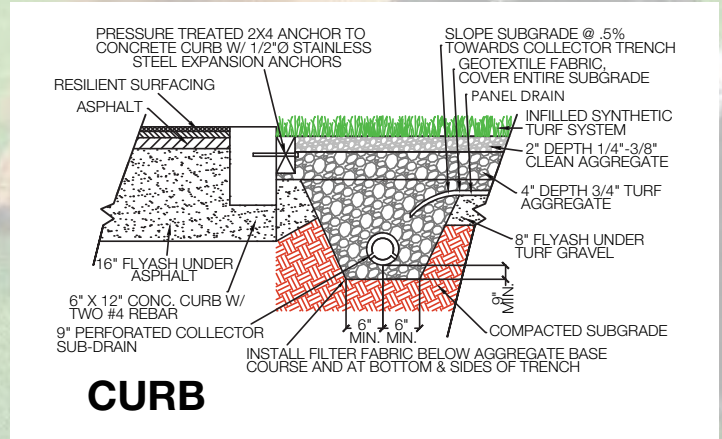 PRESSURE TREATED 2X4 ANCHOR TO
CONCRETE CURB W/ 1/2"Ø STAINLESS
STEEL EXPANSION ANCHORS
RESILIENT SURFACING
ASPHALT
SLOPE SUBGRADE @ .5%
TOWARDS COLLECTOR TRENCH
GEOTEXTILE FABRIC,
COVER ENTIRE SUBGRADE
PANEL DRAIN
INFILLED SYNTHETIC
TURF SYSTEM
2" DEPTH 1/4"-3/8"
CLEAN AGGREGATE
4" DEPTH 3/4" TURF
AGGREGATE
8" FLYASH UNDER
TURF GRAVEL
16" FLYASH UNDER
ASPHALT
6" X 12" CONC. CURB W/
TWO #4 REBAR
9" PERFORATED COLLECTOR
SUB-DRAIN
6" 6"
MIN. MIN.
9"
MIN.
COMPACTED SUBGRADE
INSTALL FILTER FABRIC BELOW AGGREGATE BASE
COURSE AND AT BOTTOM & SIDES OF TRENCH
CURB